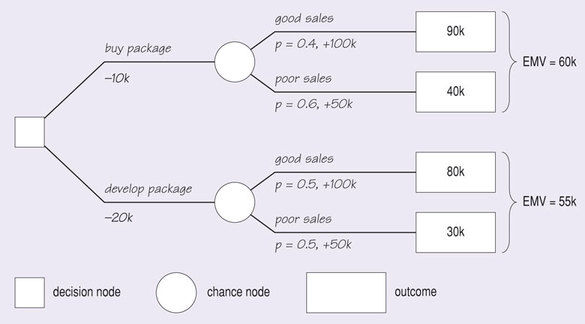 good sales
p = 0.4, +100k
90k
buy package
–10k
EMV = 60k
poor sales
p = 0.6, +50k
40k
good sales
p = 0.5, +100k
80k
develop package
–20k
EMV = 55k
poor sales
p = 0.5, +50k
30k
decision node
chance node
outcome